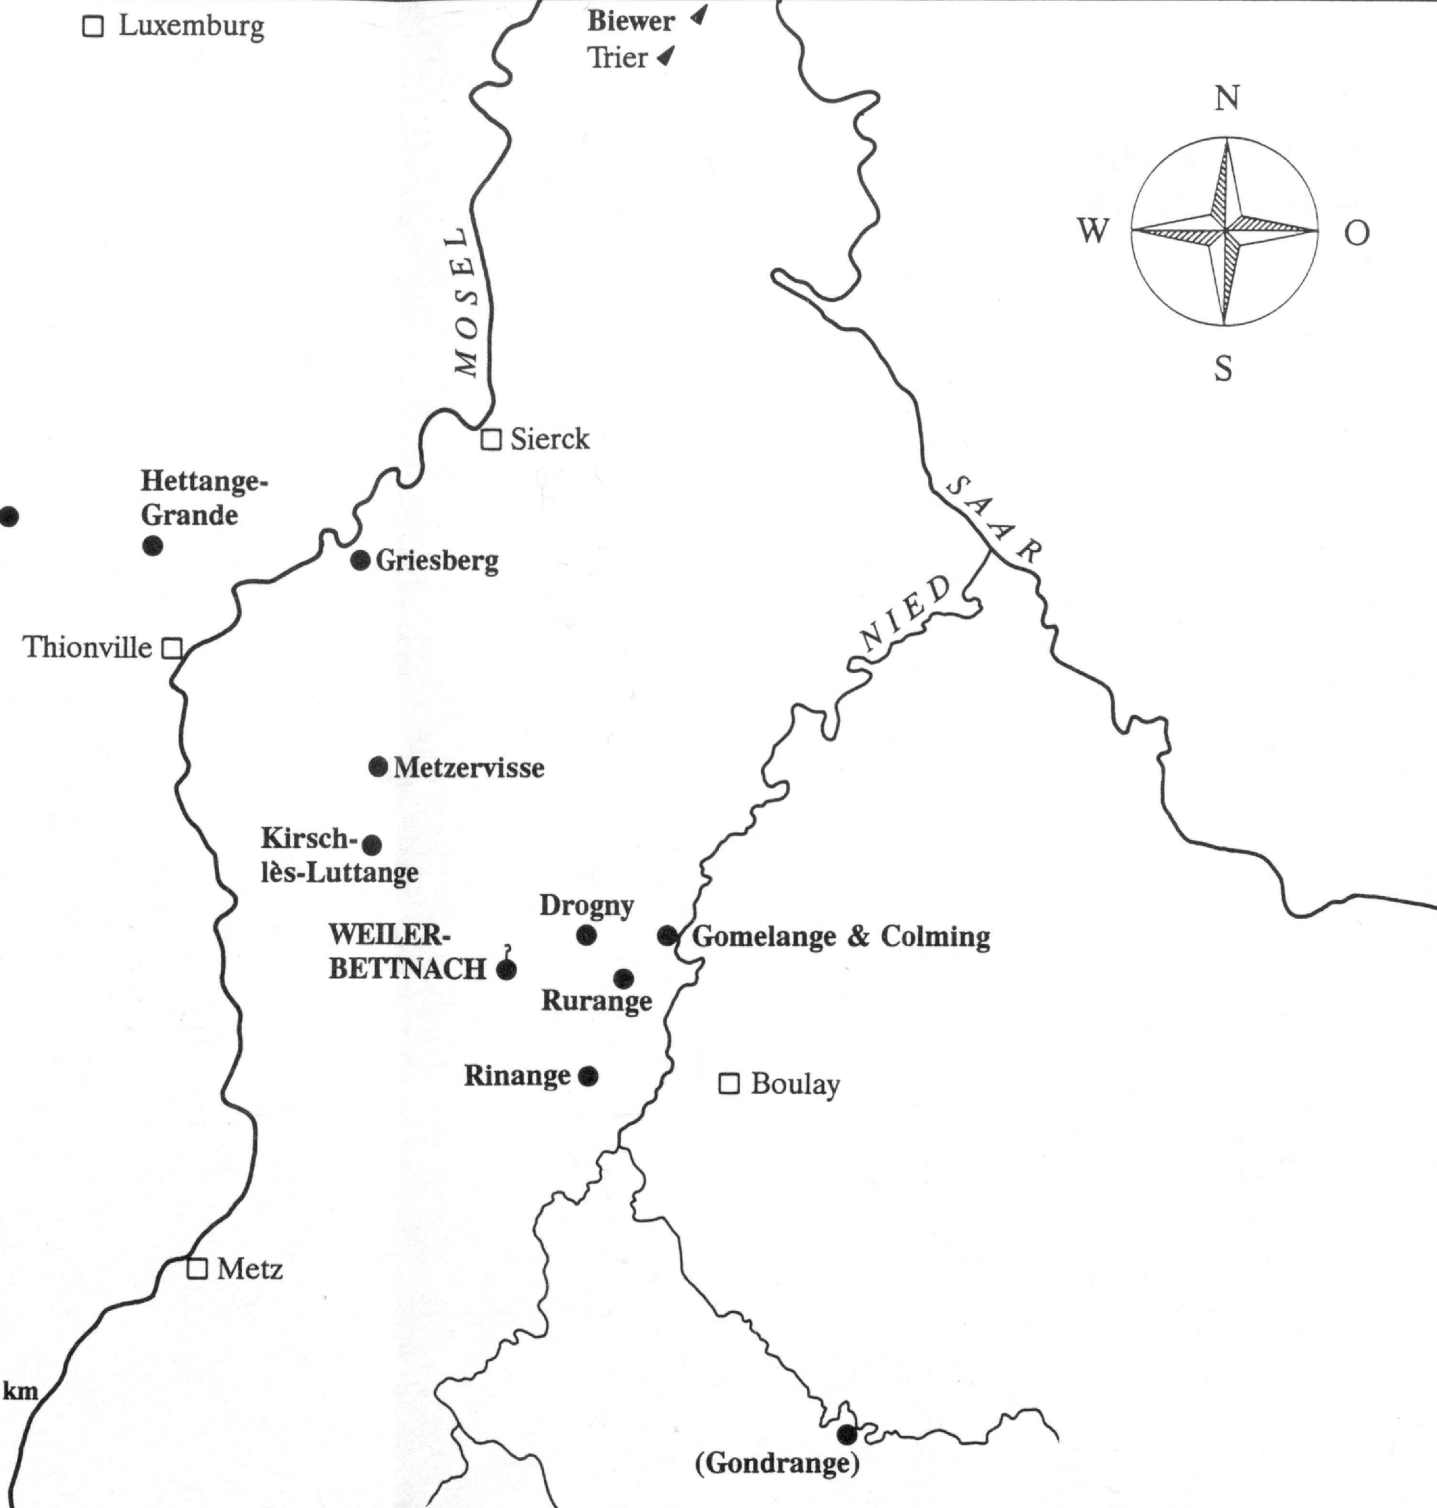 Luxemburg
Biewer
Trier
N
W
O
S
MOSEL
Sierck
Hettange-
Grande
Griesberg
SAAR
NIED
Thionville
Metzervisse
Kirsch-
lès-Luttange
Drogny
WEILER-
BETTNACH
Gomelange & Colming
Rurange
Rinange
Boulay
Metz
km
(Gondrange)